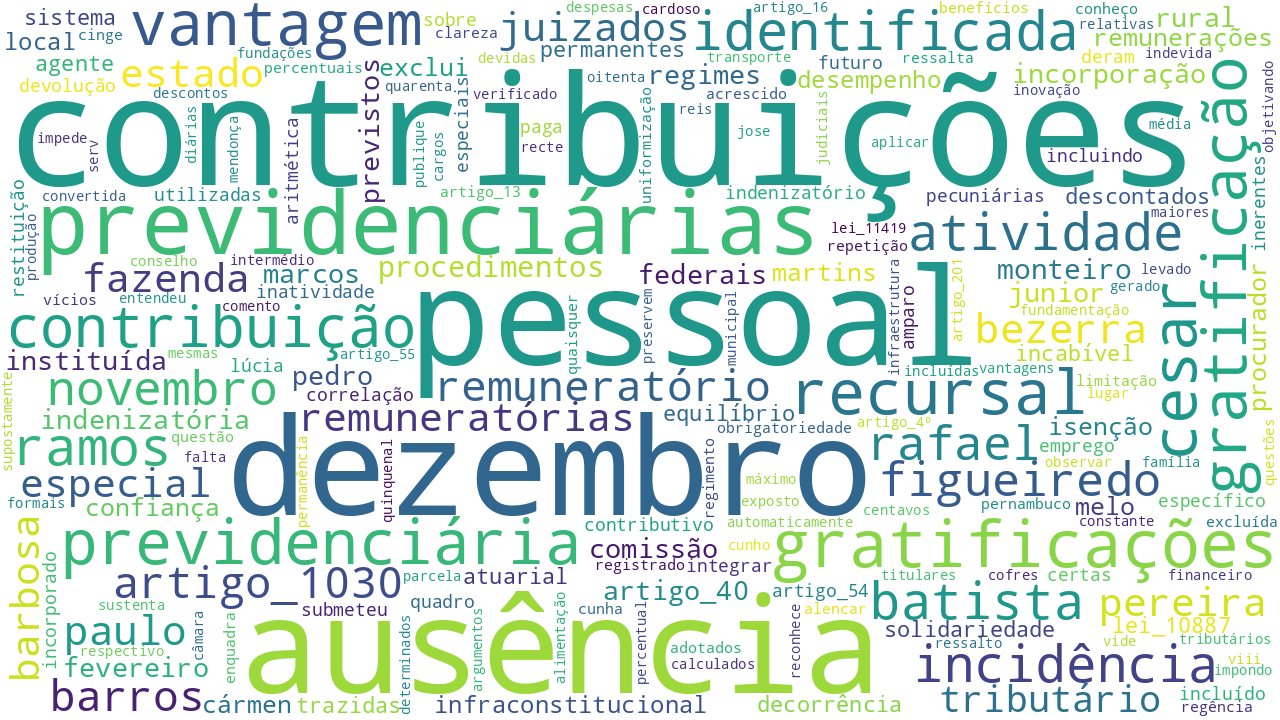 sistema
cinge
vantagem
sobre
clareza
despesas
cardoso
artigo_16
benefícios
conheço
relativas
rural
juizados
identificada
local
fundações
permanentes
transporte
ressalta
deram
remunerações
indevida
agente
estado
percentuais
exclui
devidas
oitenta
regimes
desempenho
futuro
incorporação
devolução
descontos
previstos
quarenta
verificado
acrescido
inovação
gratificação
objetivando
contribuições
impede
serv
diárias
mendonça
aritmética
publique
cargos
especiais
paga
recte
uniformização
reis
jose
judiciais
aplicar
incluindo
média
convertida
utilizadas
artigo_13
indenizatório
pecuniárias
descontados
maiores
inerentes
restituição
produção
previdenciárias
lei_11419
repetição
atividade
conselho
intermédio
fazenda
marcos
procedimentos
federais
martins
monteiro
levado
vícios
entendeu
inatividade
infraestrutura
amparo
artigo_201
junior
gerado
procurador
comento
pessoal
quaisquer
preservem
municipal
fundamentação
contribuição
bezerra
cesar
instituída
mesmas
lúcia
artigo_55
incabível
supostamente
pedro
correlação
incluídas
vantagens
limitação
lugar
novembro
remuneratório
recursal
indenizatória
remuneratórias
equilíbrio
obrigatoriedade
artigo_4º
isenção
ramos
questão
falta
permanência
quinquenal
dezembro
regimento
rafael
emprego
observar
família
questões
especial
máximo
exposto
figueiredo
formais
confiança
centavos
pernambuco
melo
específico
contributivo
automaticamente
constante
excluída
barbosa
previdenciária
comissão
cunho
gratificações
registrado
integrar
incorporado
artigo_1030
parcela
atuarial
titulares
cofres
certas
financeiro
artigo_40
artigo_54
sustenta
submeteu
quadro
cunha
alencar
batista
pereira
alimentação
paulo
respectivo
câmara
enquadra
ausência
determinados
argumentos
percentual
adotados
calculados
reconhece
solidariedade
lei_10887
ressalto
vide
tributários
fevereiro
incidência
viii
impondo
barros
cármen
trazidas
infraconstitucional
decorrência
tributário
incluído
regência